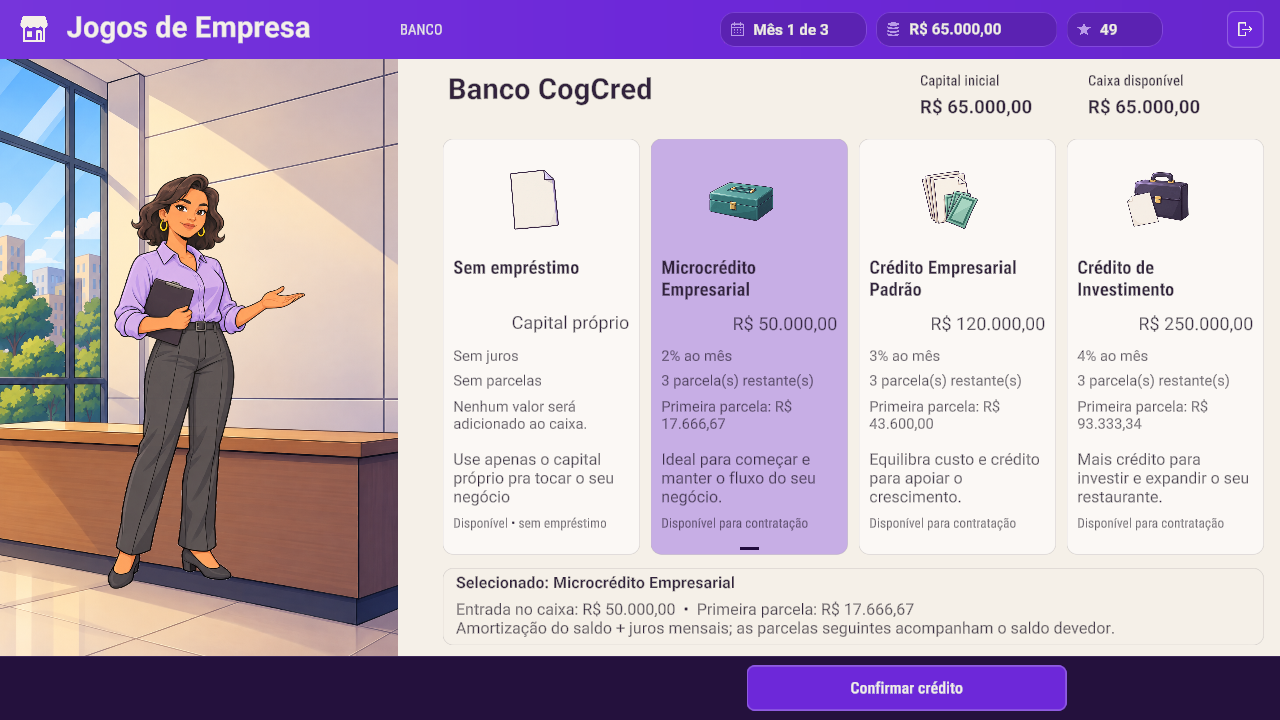 Jogos de Empresa
BANCO
Mês 1 de 3
R$ 65.000,00
49
Banco CogCred
Capital inicial
R$ 65.000,00
Caixa disponível
R$ 65.000,00
Sem empréstimo
Capital próprio
Sem juros
Sem parcelas
Nenhum valor será
adicionado ao caixa.
Use apenas o capital
próprio pra tocar o seu
negócio
Disponível • sem empréstimo
Microcrédito
Empresarial
R$ 50.000,00
2% ao mês
3 parcela(s) restante(s)
Primeira parcela: R$
17.666,67
Ideal para começar e
manter o fluxo do seu
negócio.
Disponível para contratação
Crédito Empresarial
Padrão
R$ 120.000,00
3% ao mês
3 parcela(s) restante(s)
Primeira parcela: R$
43.600,00
Equilibra custo e crédito
para apoiar o
crescimento.
Disponível para contratação
Crédito de
Investimento
R$ 250.000,00
4% ao mês
3 parcela(s) restante(s)
Primeira parcela: R$
93.333,34
Mais crédito para
investir e expandir o seu
restaurante.
Disponível para contratação
Selecionado: Microcrédito Empresarial
Entrada no caixa: R$ 50.000,00 • Primeira parcela: R$ 17.666,67
Amortização do saldo + juros mensais; as parcelas seguintes acompanham o saldo devedor.
Confirmar crédito